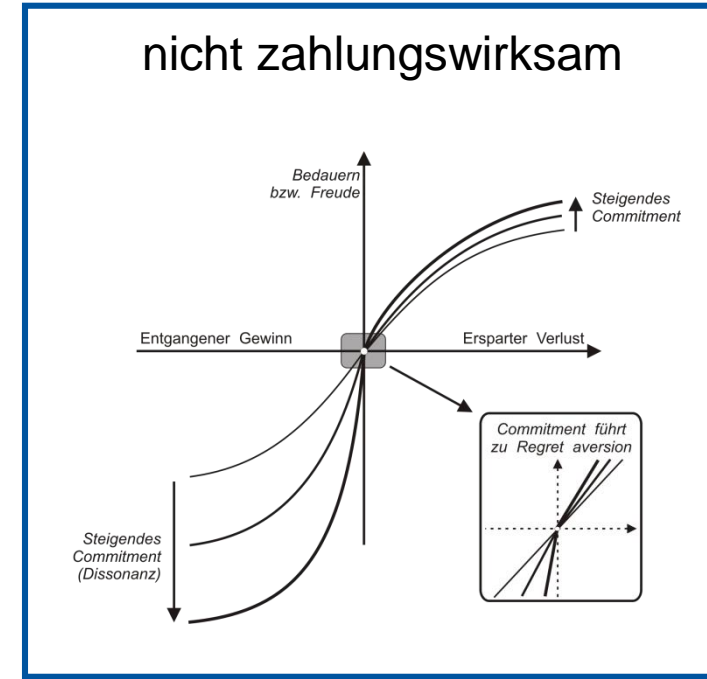 nicht zahlungswirksam
Bedauern
bzw. Freude
Steigendes
Commitment
Entgangener Gewinn
Ersparter Verlust
Commitment führt
zu Regret aversion
Steigendes
Commitment
(Dissonanz)